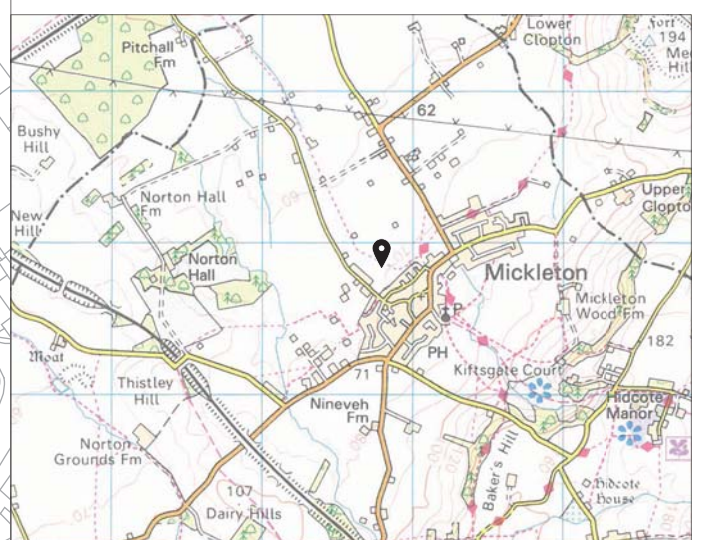 Lower
Clopton
fort
194
Pitchall
Fm
62
Bushy
Hill
Upper
Norton Hall
Fm
New
Hill
Norton
Hall
Mickleton
Mickleton
Wood Fm
P
182
Moat
PH
71
Kiftsgate Court
Thistley
Hill
Hidcote
Manor
Nineveh
Fm
Norton
Grounds Fm
Baker's Hill
Hidcote
House
107
Dairy Hills